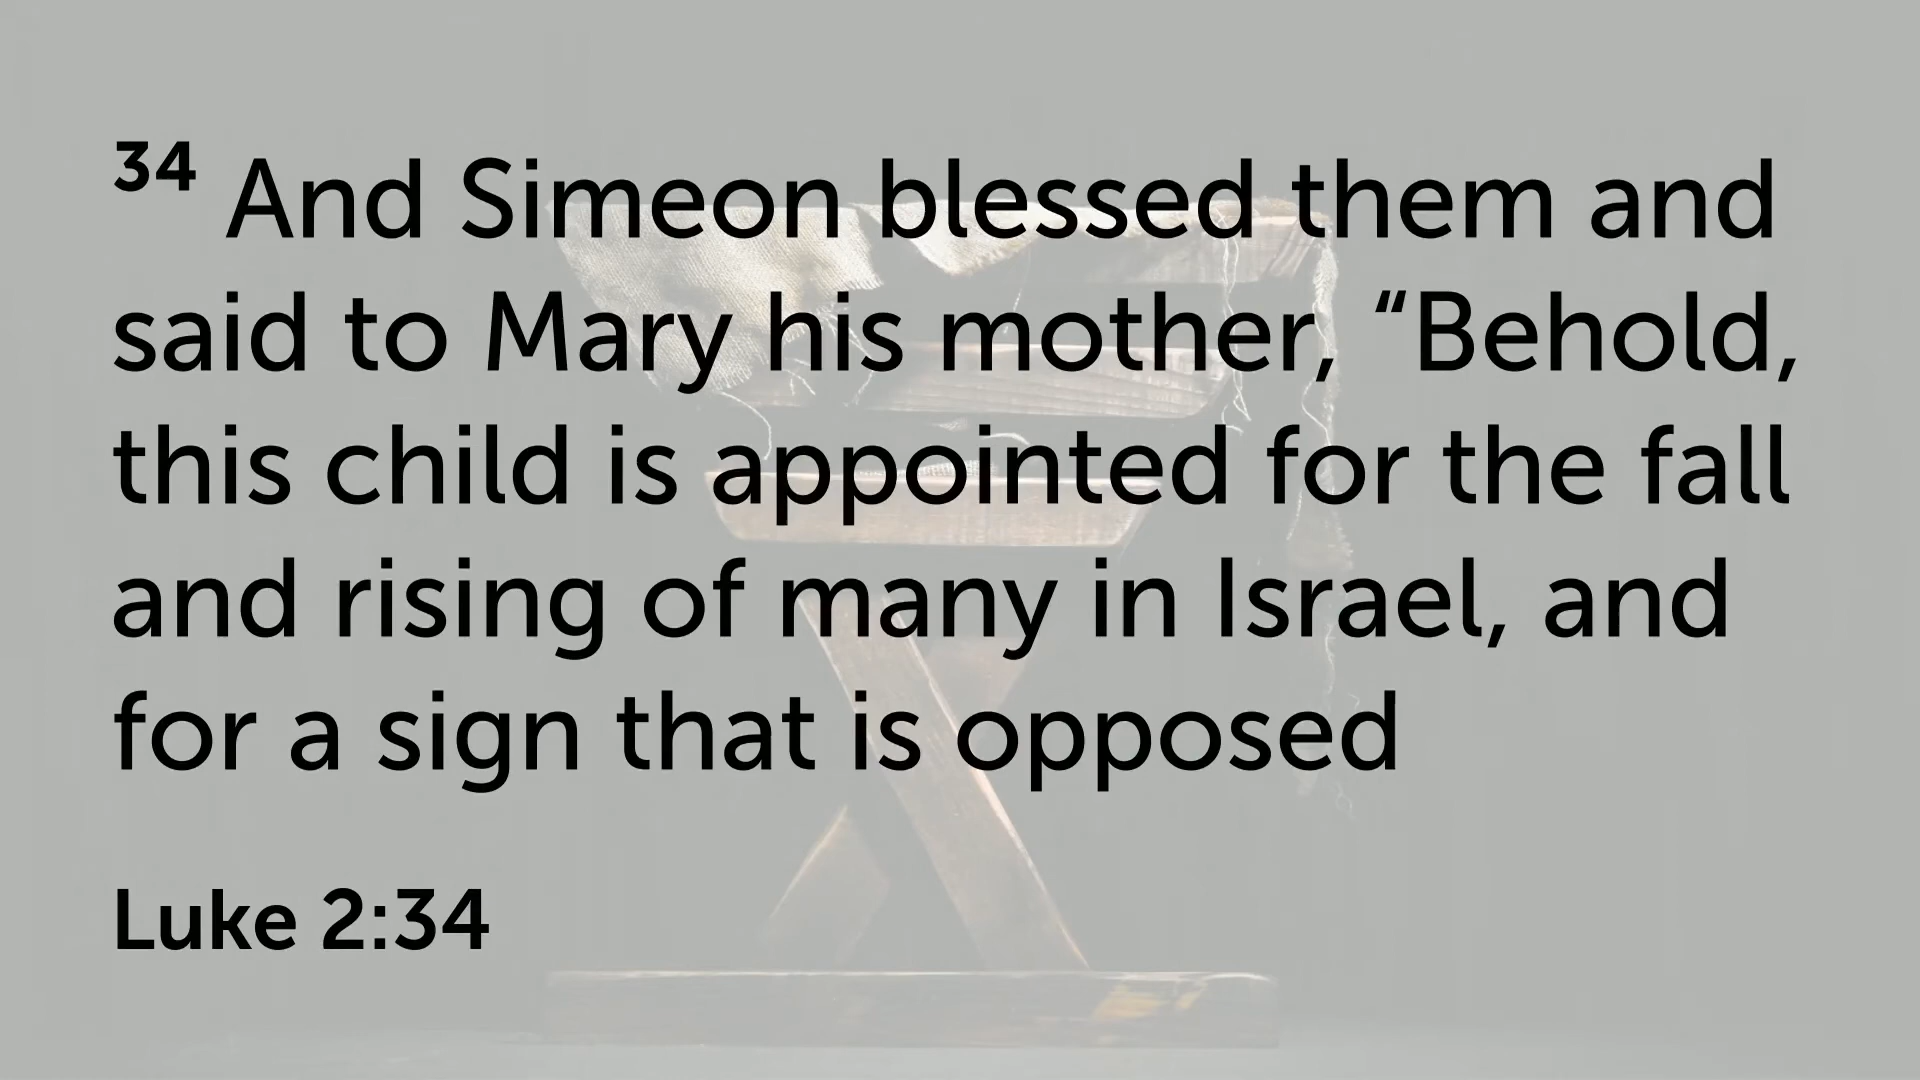 34 And Simeon blessed them and
said to Mary his mother, “Behold,
this child is appointed for the fall
and rising of many in Israel, and
for a sign that is opposed
Luke 2:34